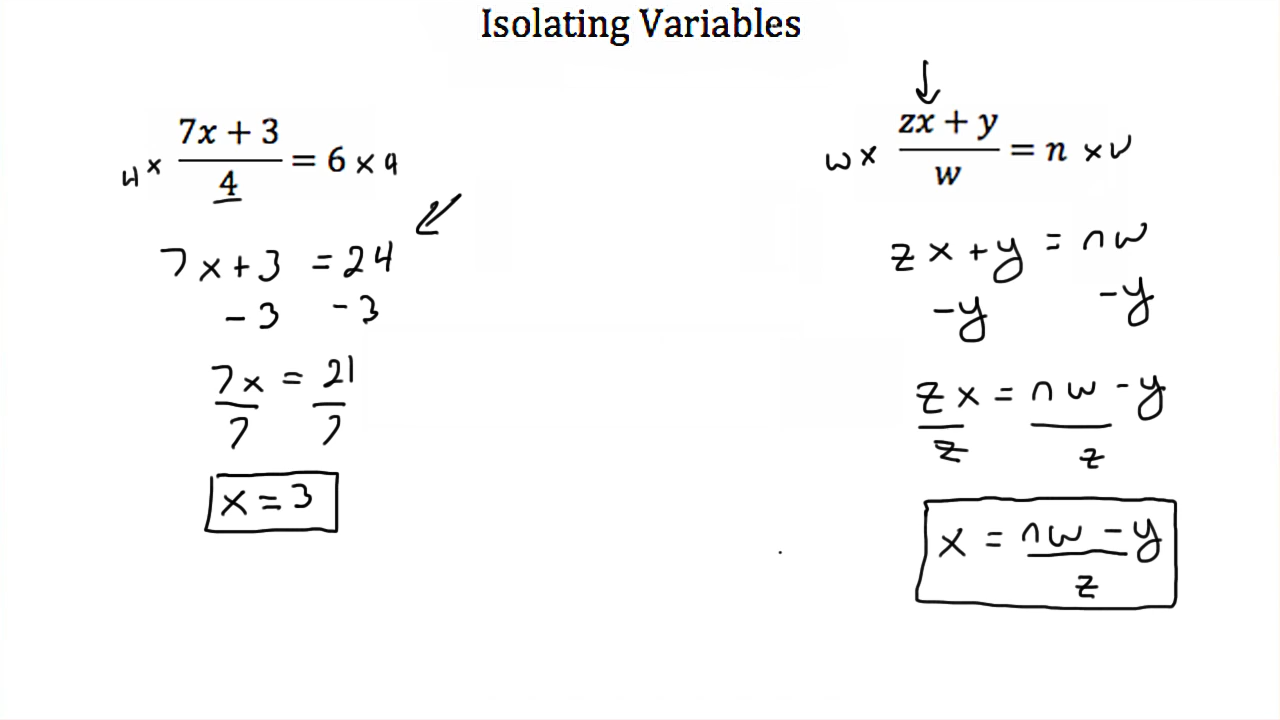 Isolating Variables
4 × (7x + 3)/4 = 6 × 4
7x + 3 = 24
- 3 - 3
7x/7 = 21/7
x = 3
w × (zx + y)/w = n × w
zx + y = nw
- y - y
zx/z = (nw - y)/z
x = (nw - y)/z